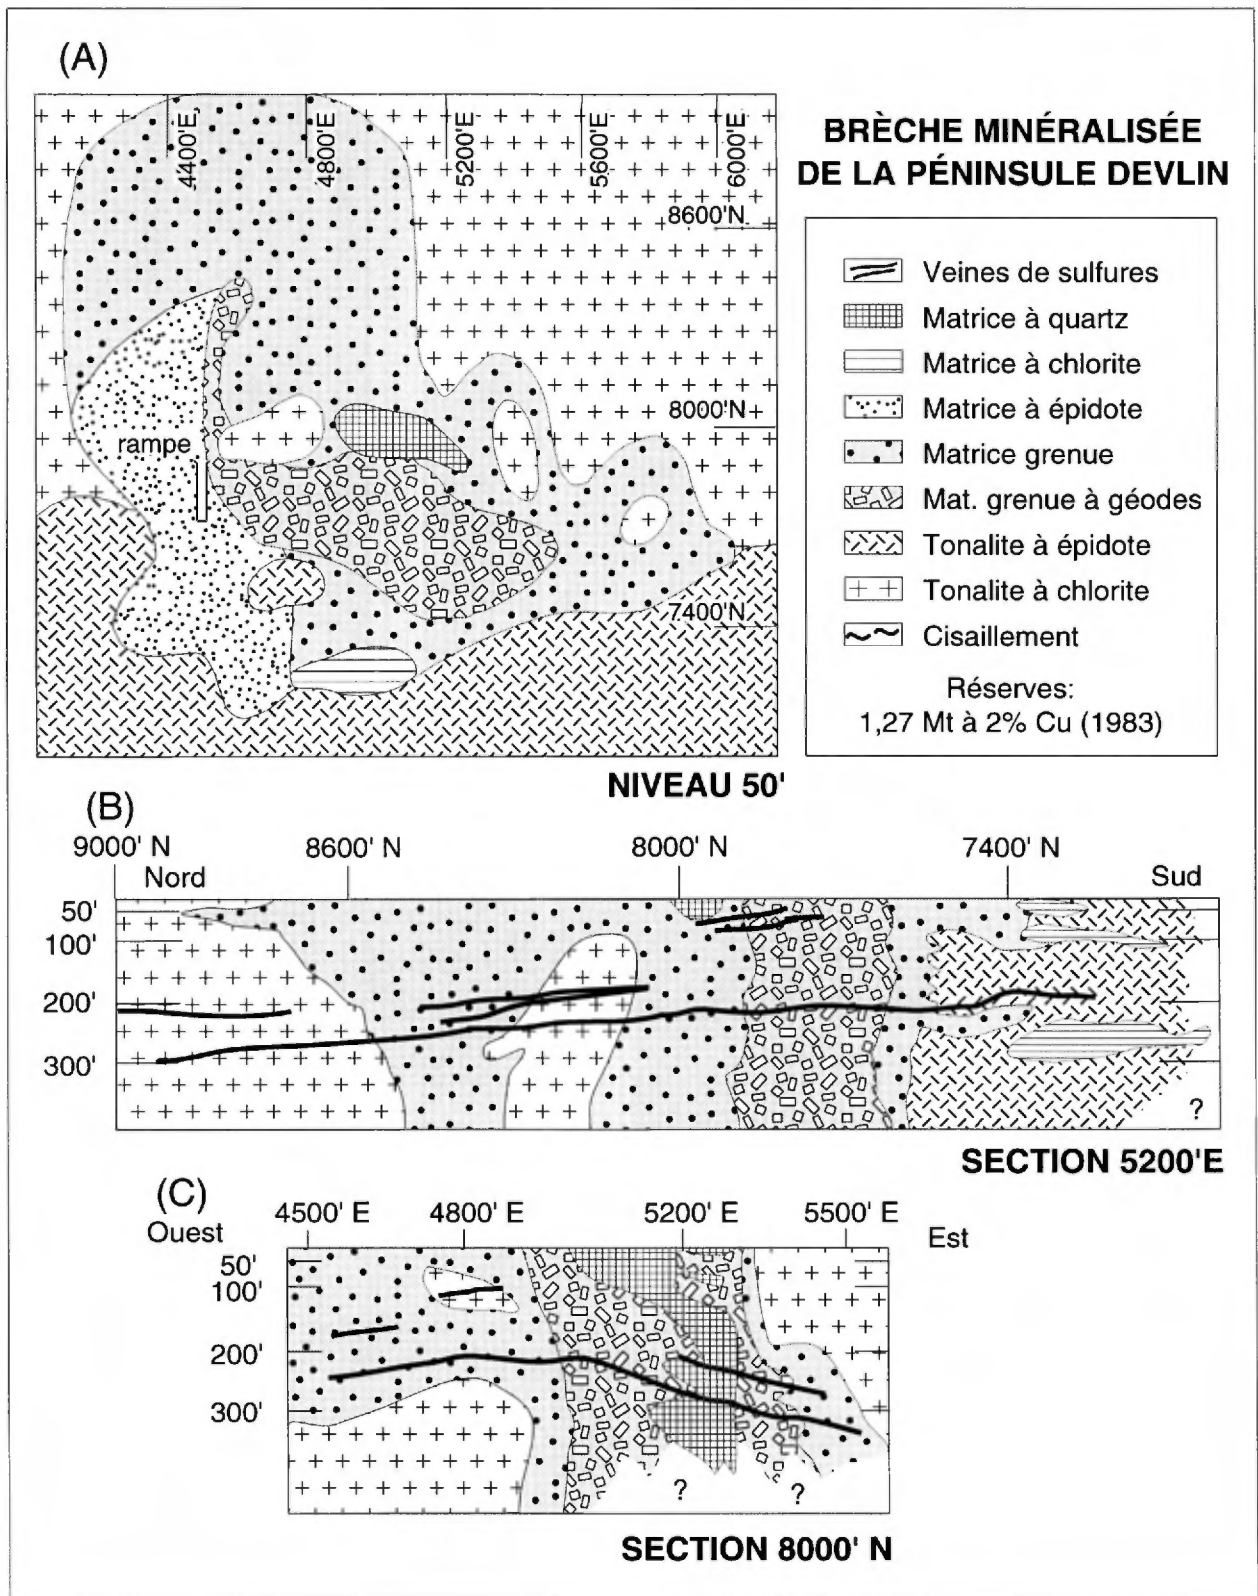 (A)
4400'E
4800'E
5200'E
5600'E
6000'E
8600'N
8000'N
rampe
7400'N
NIVEAU 50'
BRÈCHE MINÉRALISÉE
DE LA PÉNINSULE DEVLIN
Veines de sulfures
Matrice à quartz
Matrice à chlorite
Matrice à épidote
Matrice grenue
Mat. grenue à géodes
Tonalite à épidote
Tonalite à chlorite
Cisaillement
Réserves:
1,27 Mt à 2% Cu (1983)
(B)
9000' N
8600' N
8000' N
7400' N
Nord
Sud
50'
100'
200'
300'
?
SECTION 5200'E
(C)
4500' E
4800' E
5200' E
5500' E
Ouest
Est
50'
100'
200'
300'
?
?
SECTION 8000' N